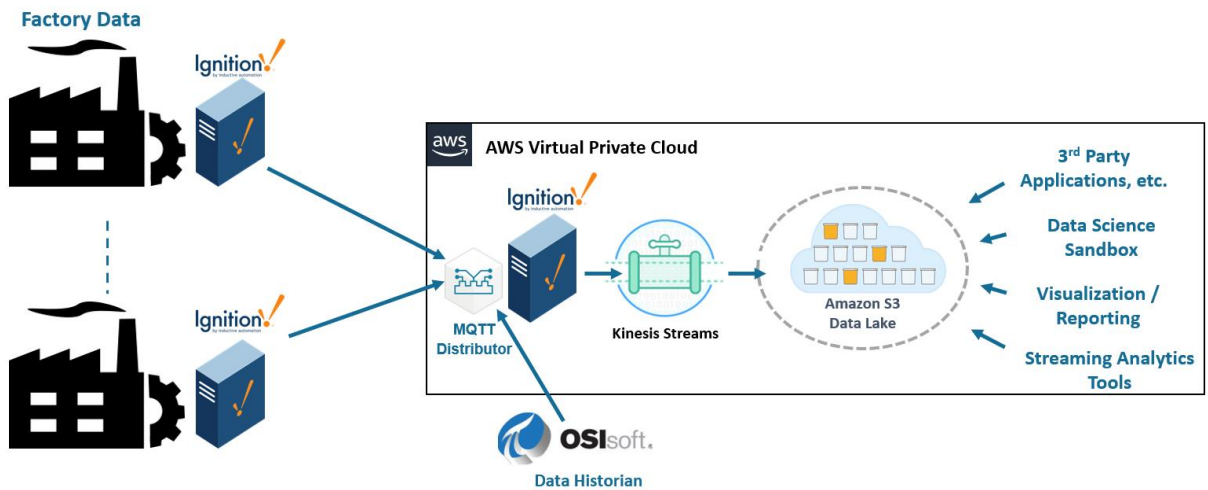 Factory Data
Ignition!
by inductive automation
Ignition!
by inductive automation
aws
AWS Virtual Private Cloud
Ignition!
by inductive automation
MQTT
Distributor
Kinesis Streams
Amazon S3
Data Lake
3rd Party
Applications, etc.
Data Science
Sandbox
Visualization /
Reporting
Streaming Analytics
Tools
OSIsoft.
Data Historian